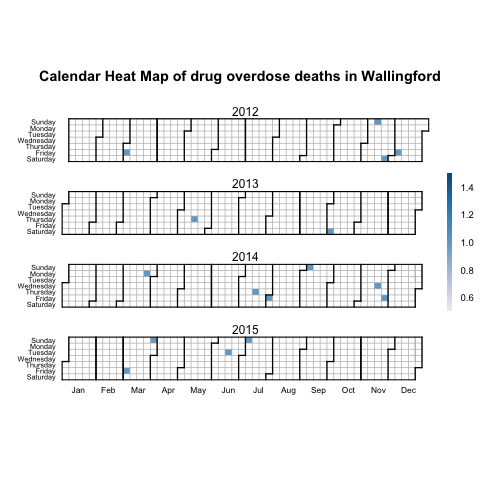 Calendar Heat Map of drug overdose deaths in Wallingford
2012
Sunday
Monday
Tuesday
Wednesday
Thursday
Friday
Saturday
2013
Sunday
Monday
Tuesday
Wednesday
Thursday
Friday
Saturday
2014
Sunday
Monday
Tuesday
Wednesday
Thursday
Friday
Saturday
2015
Sunday
Monday
Tuesday
Wednesday
Thursday
Friday
Saturday
Jan Feb Mar Apr May Jun Jul Aug Sep Oct Nov Dec
1.4
1.2
1.0
0.8
0.6